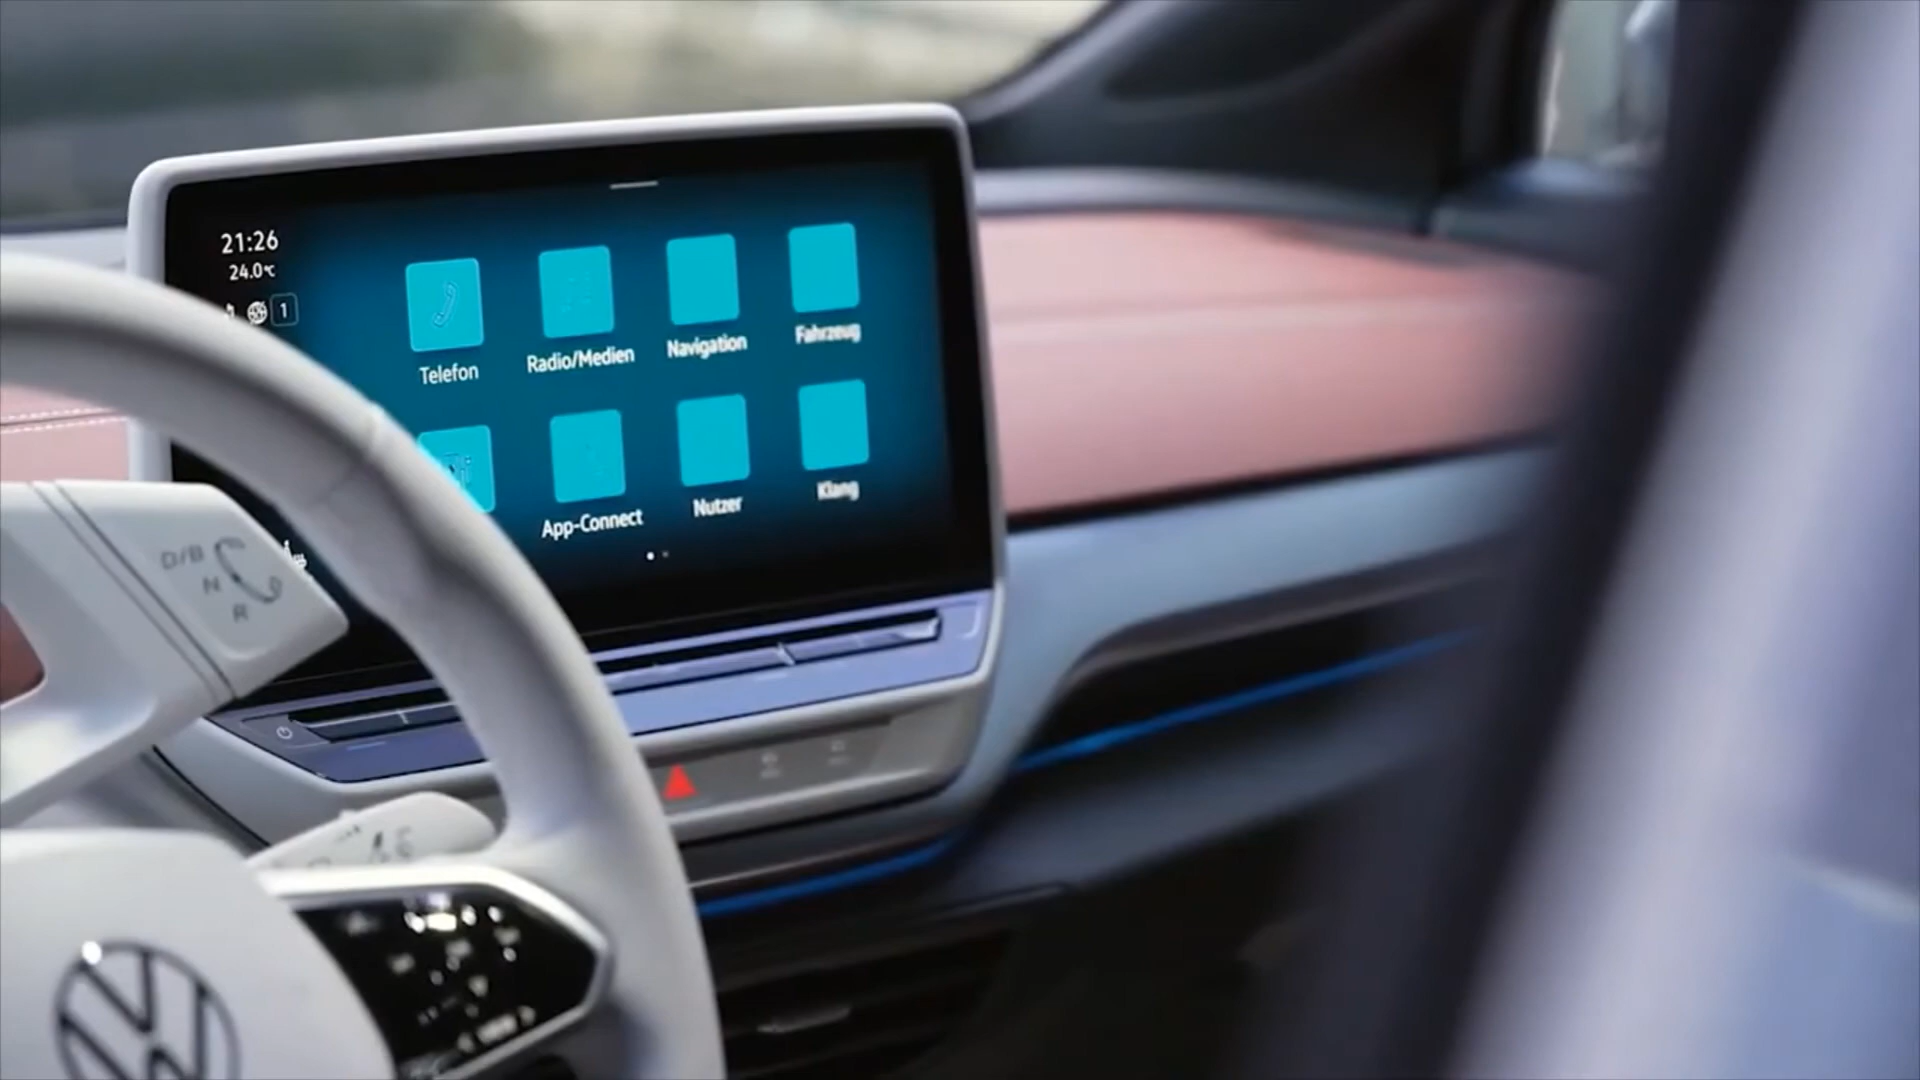 21:26
24.0°C
1
Telefon
Radio/Medien
Navigation
Fahrzeug
App-Connect
Nutzer
Klang
D/B
N
R